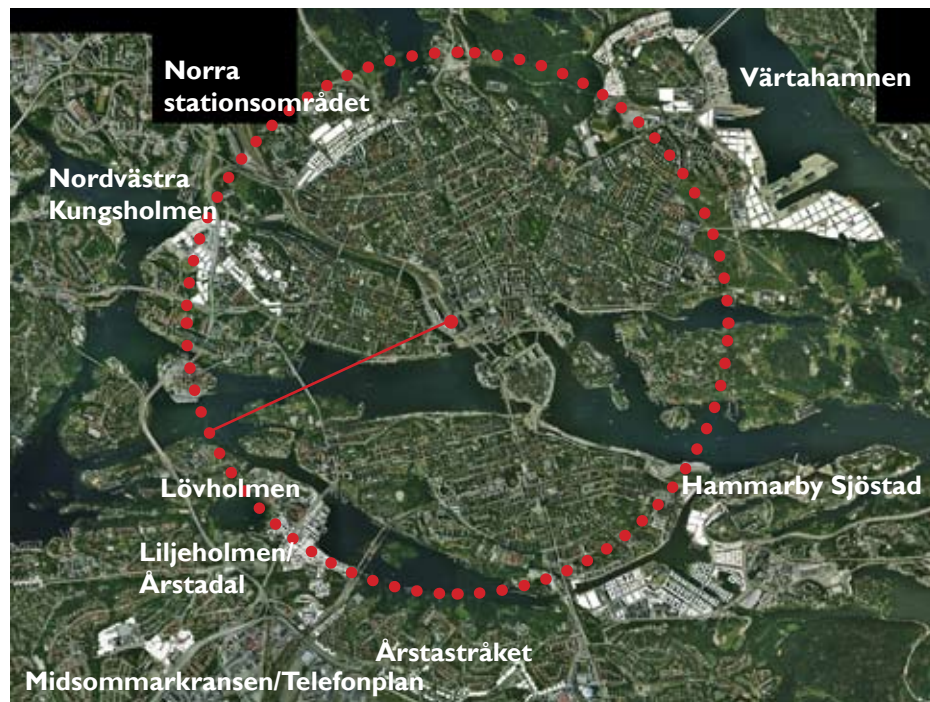 Norra
stationsområdet
Värtahamnen
Nordvästra
Kungsholmen
Lövholmen
Hammarby Sjöstad
Liljeholmen/
Årstadal
Årstastråket
Midsommarkransen/Telefonplan